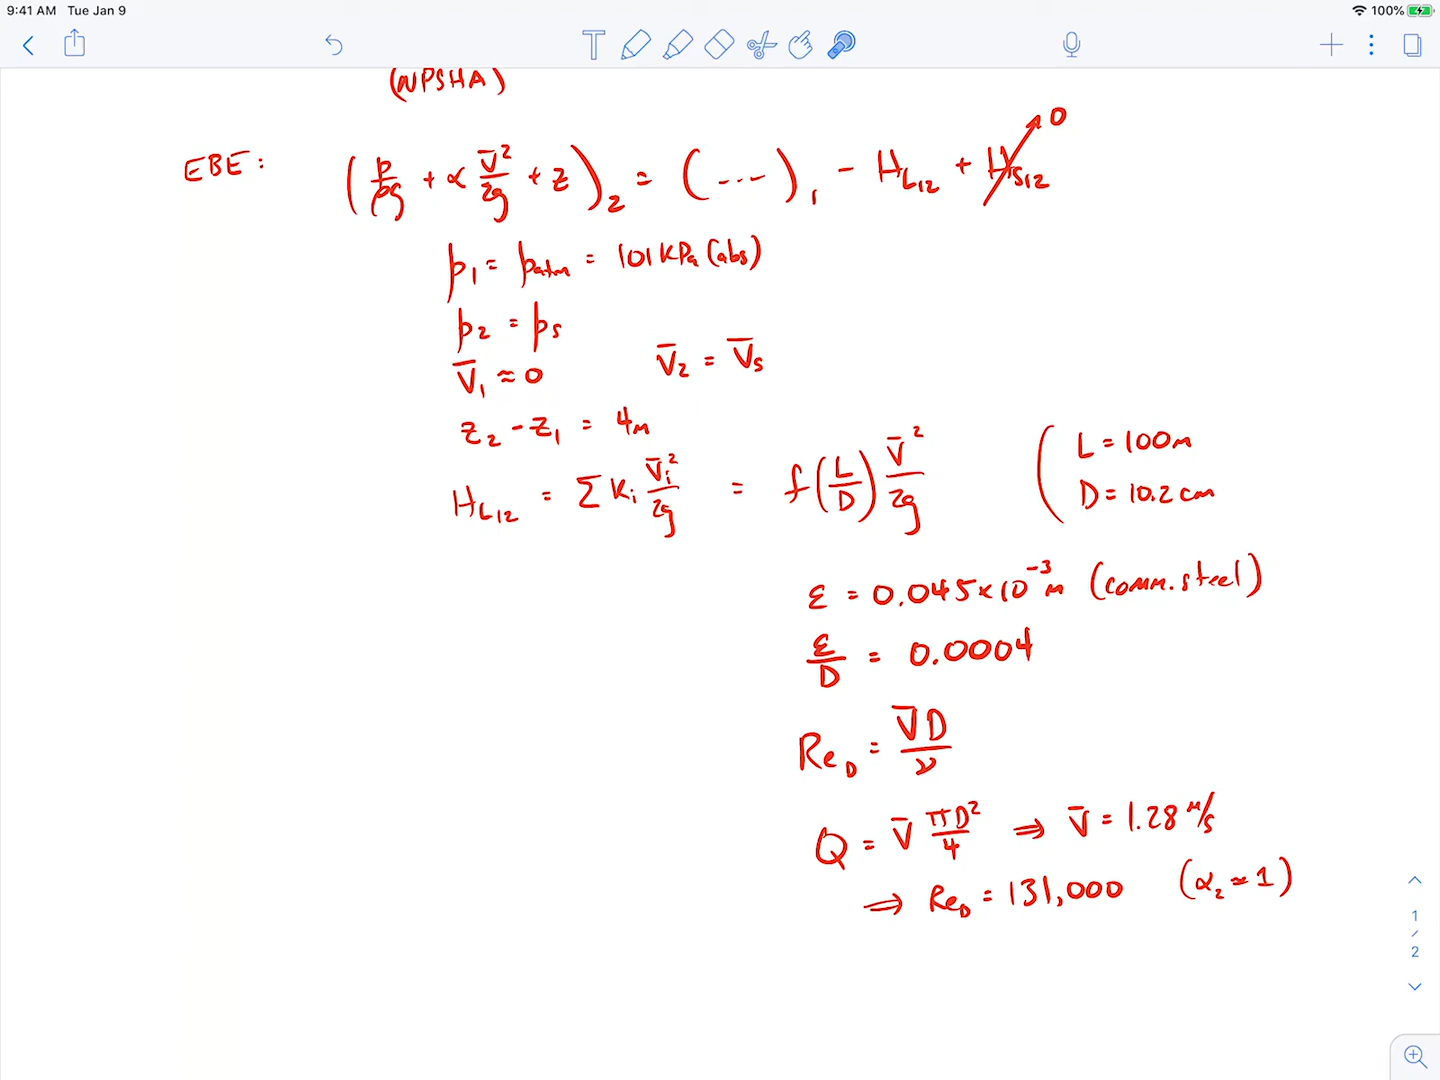 9:41 AM Tue Jan 9 100%
(NPSHA)
EBE: (p/ρg + α V̄²/2g + z)₂ = (...)₁ - H_L12 + H_S12 → 0
p₁ = p_atm = 101 kPa (abs)
p₂ = p_s
V̄₁ ≈ 0 V̄₂ = V̄_s
z₂ - z₁ = 4m
H_L12 = Σ K_i V̄_i²/2g = f (L/D) V̄²/2g ( L = 100m
D = 10.2 cm
ε = 0.045 × 10⁻³ m (comm. steel)
ε/D = 0.0004
Re_D = V̄D/ν
Q = V̄ πD²/4 ⇒ V̄ = 1.28 m/s
⇒ Re_D = 131,000 (α₂ ≈ 1)
1
/
2